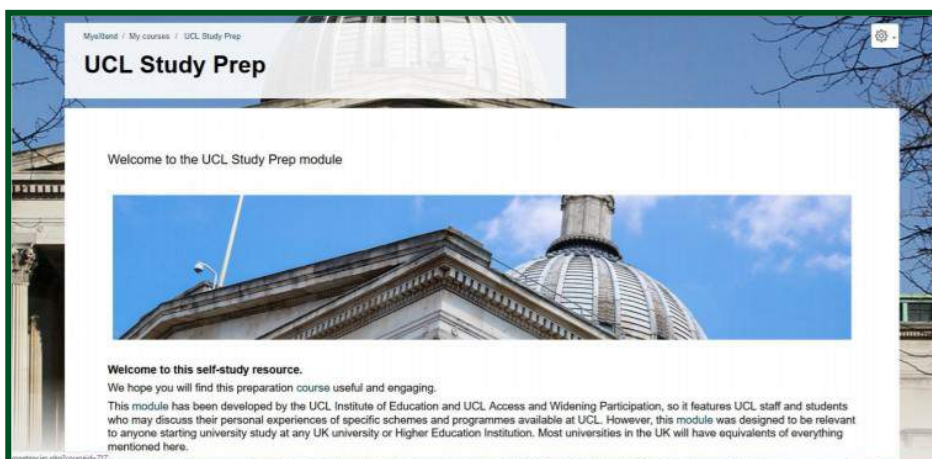 MyeXtend / My courses / UCL Study Prep
UCL Study Prep
Welcome to the UCL Study Prep module
Welcome to this self-study resource.
We hope you will find this preparation course useful and engaging.
This module has been developed by the UCL Institute of Education and UCL Access and Widening Participation, so it features UCL staff and students
who may discuss their personal experiences of specific schemes and programmes available at UCL. However, this module was designed to be relevant
to anyone starting university study at any UK university or Higher Education Institution. Most universities in the UK will have equivalents of everything
mentioned here.